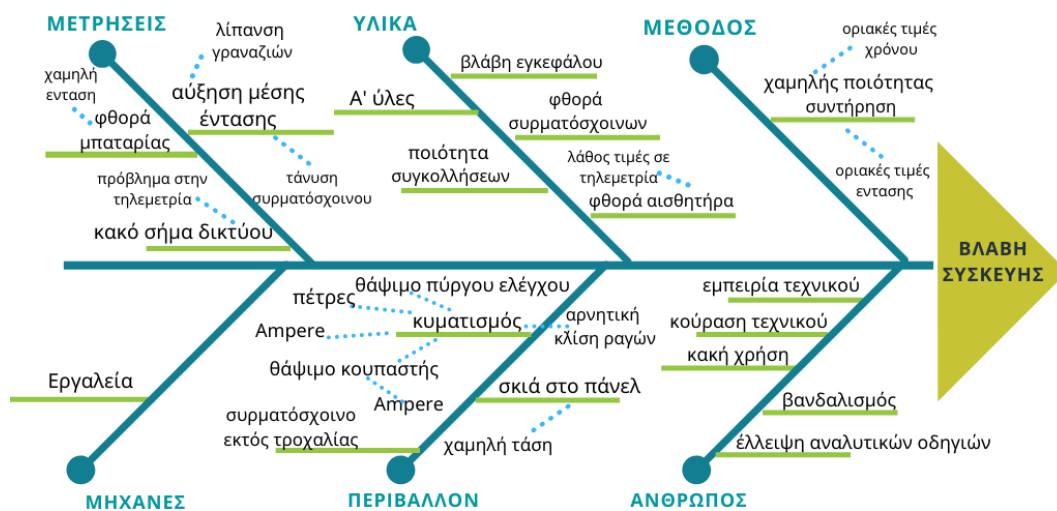 ΜΕΤΡΗΣΕΙΣ
λίπανση
γραναζιών
χαμηλή
ενταση
φθορά
μπαταρίας
αύξηση μέσης
έντασης
πρόβλημα στην
τηλεμετρία
τάνυση
συρματόσχοινου
κακό σήμα δικτύου
ΥΛΙΚΑ
βλάβη εγκεφάλου
Α' ύλες
φθορά
συρματόσχοινων
ποιότητα
συγκολλήσεων
λάθος τιμές σε
τηλεμετρία
φθορά αισθητήρα
ΜΕΘΟΔΟΣ
οριακές τιμές
χρόνου
χαμηλής ποιότητας
συντήρηση
οριακές τιμές
εντασης
ΒΛΑΒΗ
ΣΥΣΚΕΥΗΣ
Εργαλεία
ΜΗΧΑΝΕΣ
θάψιμο πύργου ελέγχου
πέτρες
κυματισμός
αρνητική
κλίση ραγών
Ampere
θάψιμο κουπαστής
Ampere
σκιά στο πάνελ
συρματόσχοινο
εκτός τροχαλίας
χαμηλή τάση
ΠΕΡΙΒΑΛΛΟΝ
εμπειρία τεχνικού
κούραση τεχνικού
κακή χρήση
βανδαλισμός
έλλειψη αναλυτικών οδηγιών
ΑΝΘΡΩΠΟΣ